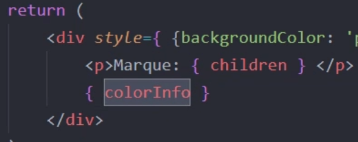 return (
<div style={ {backgroundColor: '
<p>Marque: { children } </p>
{ colorInfo }
</div>